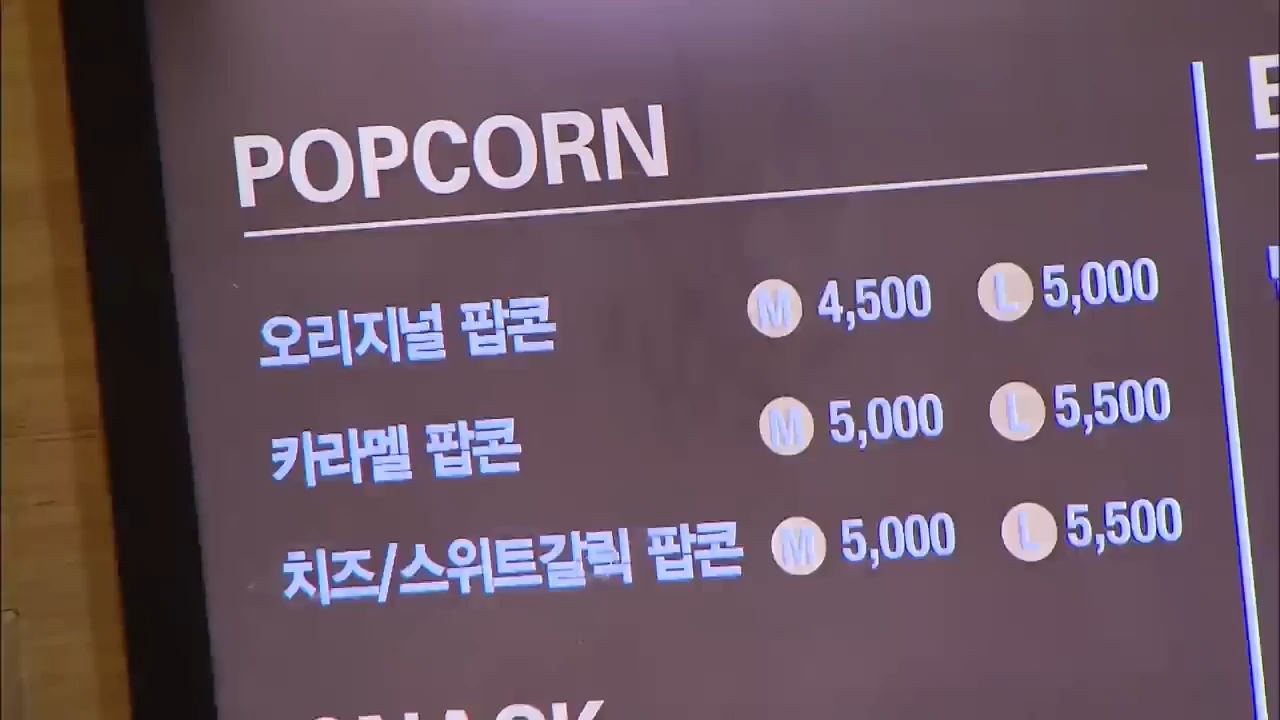 POPCORN
오리지널 팝콘 M 4,500 L 5,000
카라멜 팝콘 M 5,000 L 5,500
치즈/스위트갈릭 팝콘 M 5,000 L 5,500